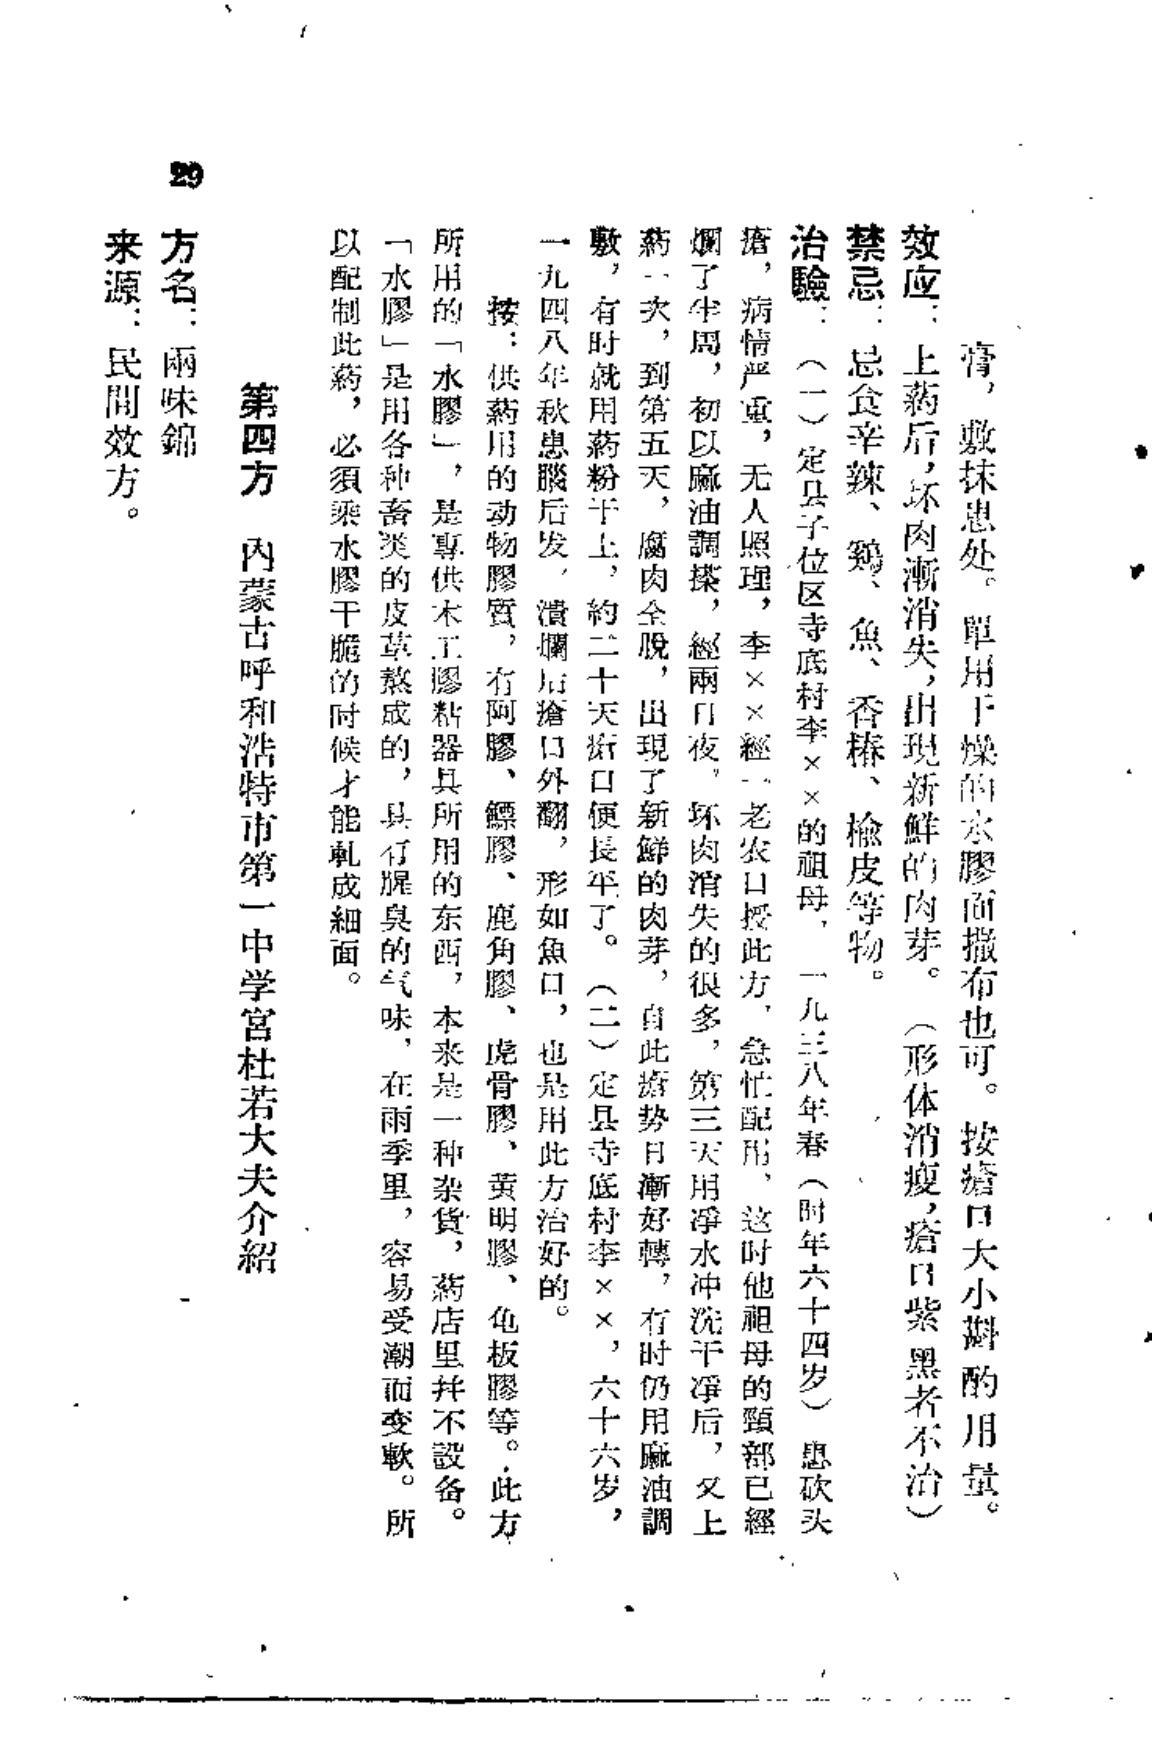 膏，敷抹患处。單用干燥的水膠面撒布也可。按瘡口大小斟酌用量。
效应：上葯后，坏肉漸消失，出現新鮮的肉芽。（形体消瘦，瘡口紫黑者不治）
禁忌：忌食辛辣、鷄、魚、香椿、楡皮等物。
治驗：（一）定县子位区寺底村李××的祖母，一九三八年春（时年六十四岁）患砍头
瘡，病情严重，无人照理，李××經一老农口授此方，急忙配用，这时他祖母的頸部已經
爛了半周，初以麻油調搽，經兩日夜，坏肉消失的很多，第三天用凈水冲洗干凈后，又上
葯一次，到第五天，腐肉全脫，出現了新鮮的肉芽，自此瘡势日漸好轉，有时仍用麻油調
敷，有时就用葯粉干上，約二十天瘡口便長平了。（二）定县寺底村李××，六十六岁，
一九四八年秋患腦后发，潰爛后瘡口外翻，形如魚口，也是用此方治好的。
按：供葯用的动物膠質，有阿膠、鰾膠、鹿角膠、虎骨膠、黃明膠、龟板膠等。此方
所用的「水膠」，是專供木工膠粘器具所用的东西，本来是一种杂貨，葯店里幷不設备。
「水膠」是用各种畜类的皮革熬成的，具有腥臭的气味，在雨季里，容易受潮而变軟。所
以配制此葯，必須乘水膠干脆的时候才能軋成細面。
第四方 內蒙古呼和浩特市第一中学宮杜若大夫介紹
方名：兩味錦
来源：民間效方。
29